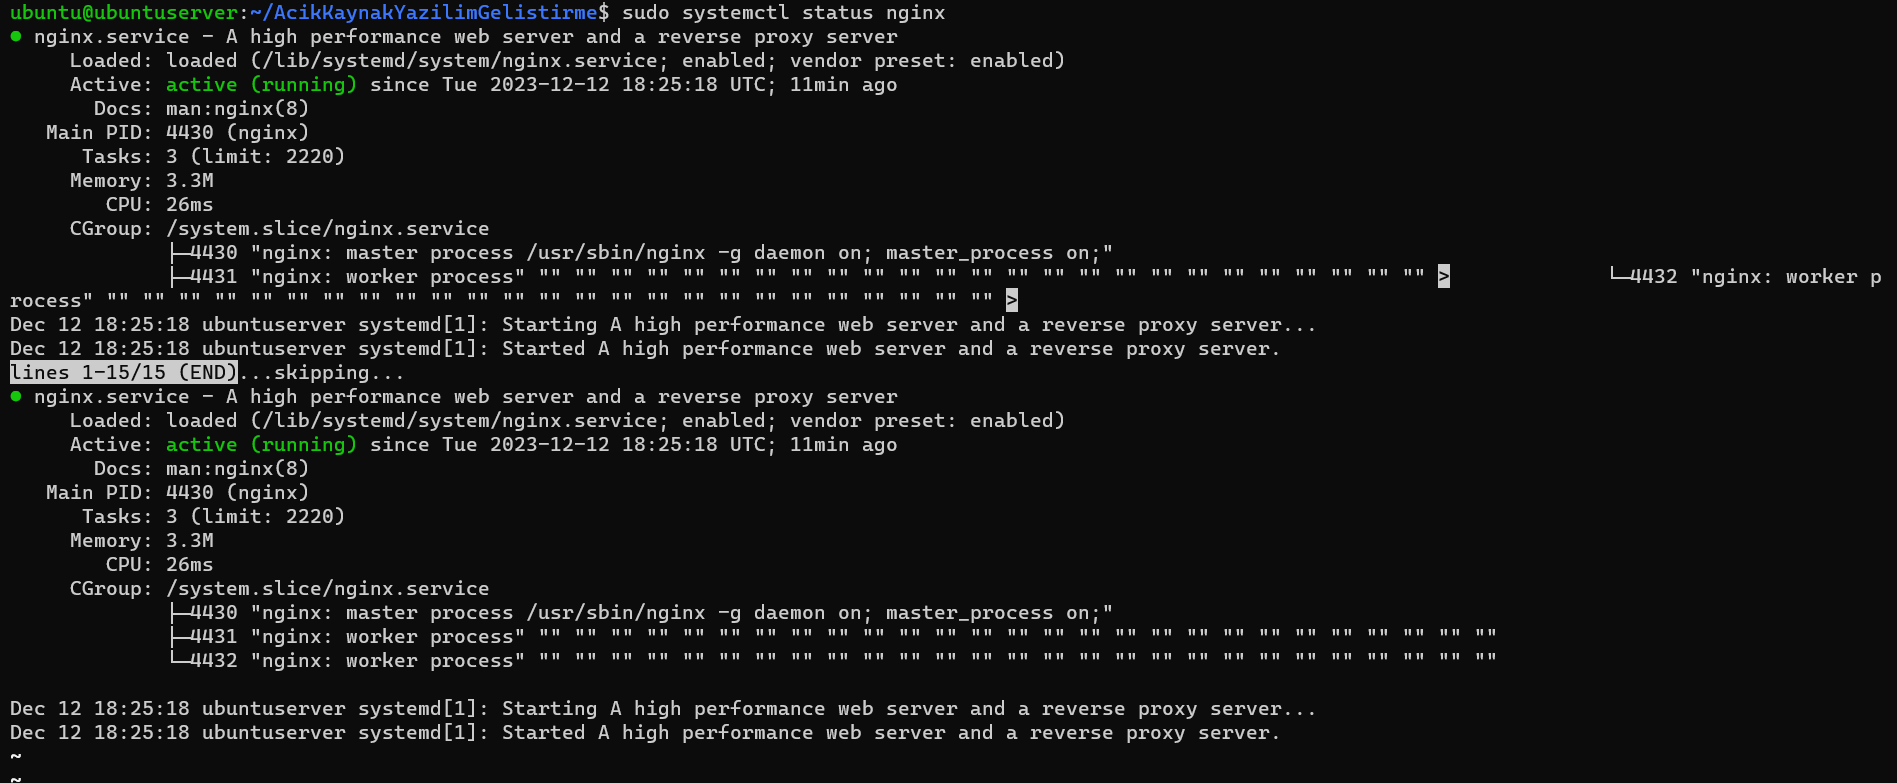 ubuntu@ubuntuserver:~/AcikKaynakYazilimGelistirme$ sudo systemctl status nginx
● nginx.service - A high performance web server and a reverse proxy server
     Loaded: loaded (/lib/systemd/system/nginx.service; enabled; vendor preset: enabled)
     Active: active (running) since Tue 2023-12-12 18:25:18 UTC; 11min ago
       Docs: man:nginx(8)
   Main PID: 4430 (nginx)
      Tasks: 3 (limit: 2220)
     Memory: 3.3M
        CPU: 26ms
     CGroup: /system.slice/nginx.service
             ├─4430 "nginx: master process /usr/sbin/nginx -g daemon on; master_process on;"
             ├─4431 "nginx: worker process" "" "" "" "" "" "" "" "" "" "" "" "" "" "" "" "" "" "" "" "" "" "" "" "" "" >             └─4432 "nginx: worker p
rocess" "" "" "" "" "" "" "" "" "" "" "" "" "" "" "" "" "" "" "" "" "" "" "" "" "" >
Dec 12 18:25:18 ubuntuserver systemd[1]: Starting A high performance web server and a reverse proxy server...
Dec 12 18:25:18 ubuntuserver systemd[1]: Started A high performance web server and a reverse proxy server.
lines 1-15/15 (END)...skipping...
● nginx.service - A high performance web server and a reverse proxy server
     Loaded: loaded (/lib/systemd/system/nginx.service; enabled; vendor preset: enabled)
     Active: active (running) since Tue 2023-12-12 18:25:18 UTC; 11min ago
       Docs: man:nginx(8)
   Main PID: 4430 (nginx)
      Tasks: 3 (limit: 2220)
     Memory: 3.3M
        CPU: 26ms
     CGroup: /system.slice/nginx.service
             ├─4430 "nginx: master process /usr/sbin/nginx -g daemon on; master_process on;"
             ├─4431 "nginx: worker process" "" "" "" "" "" "" "" "" "" "" "" "" "" "" "" "" "" "" "" "" "" "" "" "" "" "" ""
             └─4432 "nginx: worker process" "" "" "" "" "" "" "" "" "" "" "" "" "" "" "" "" "" "" "" "" "" "" "" "" "" "" ""

Dec 12 18:25:18 ubuntuserver systemd[1]: Starting A high performance web server and a reverse proxy server...
Dec 12 18:25:18 ubuntuserver systemd[1]: Started A high performance web server and a reverse proxy server.
~
~